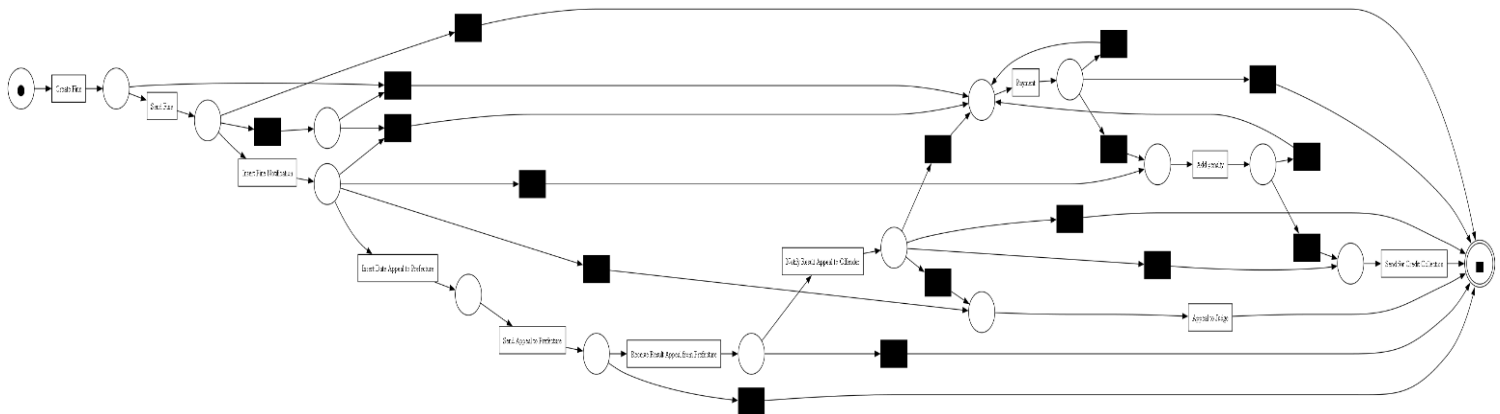 Create Fine
Send Fine
Insert Fine Notification
Insert Date Appeal to Prefecture
Send Appeal to Prefecture
Receive Result Appeal from Prefecture
Notify Result Appeal to Offender
Payment
Add penalty
Send for Credit Collection
Appeal to Judge